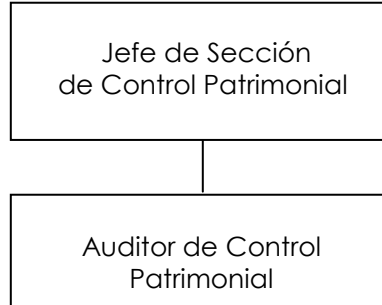 Jefe de Sección
de Control Patrimonial
Auditor de Control
Patrimonial